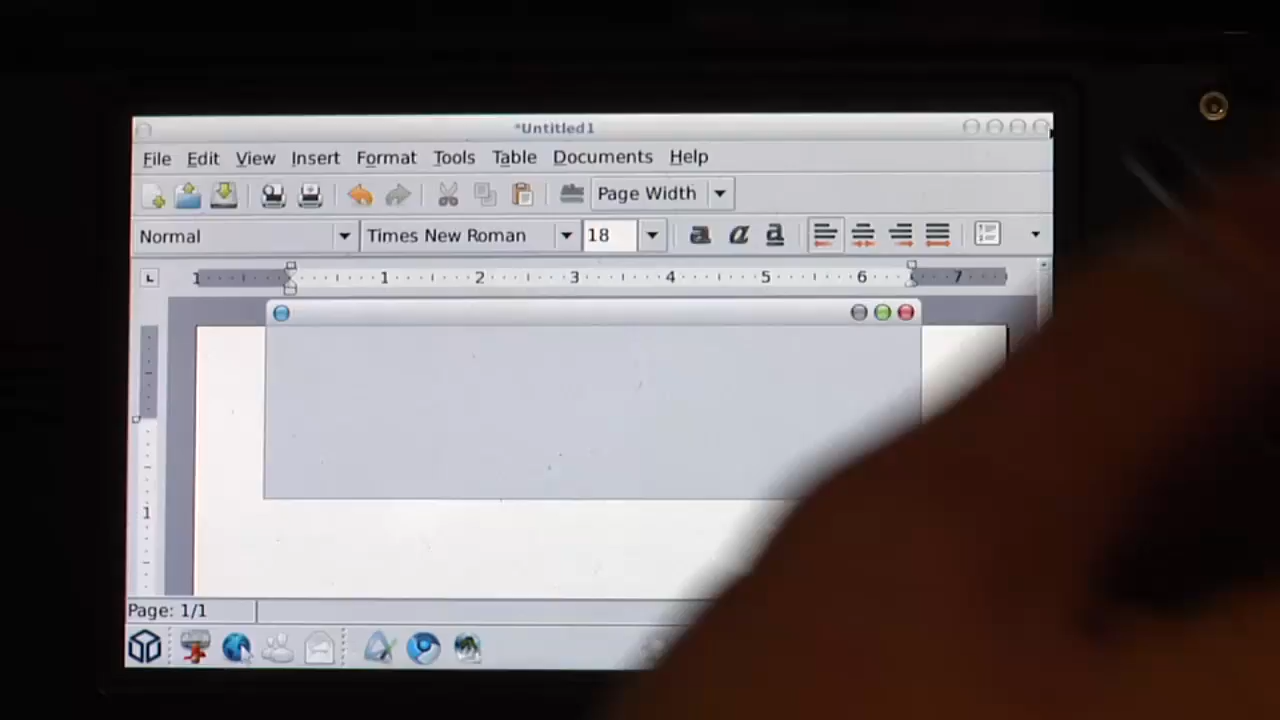 *Untitled1
File Edit View Insert Format Tools Table Documents Help
Page Width
Normal Times New Roman 18 a a a
1 1 2 3 4 5 6 7
1
Page: 1/1